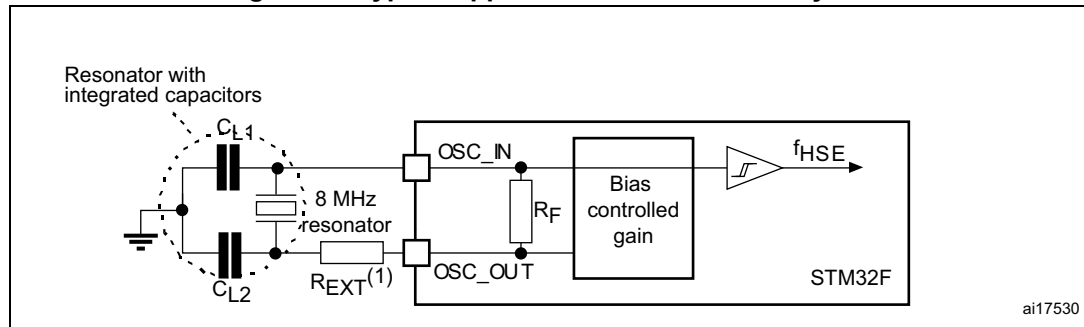 Resonator with
integrated capacitors
CL1
OSC_IN
fHSE
8 MHz
resonator
RF
Bias
controlled
gain
REXT(1)
OSC_OUT
STM32F
CL2
ai17530